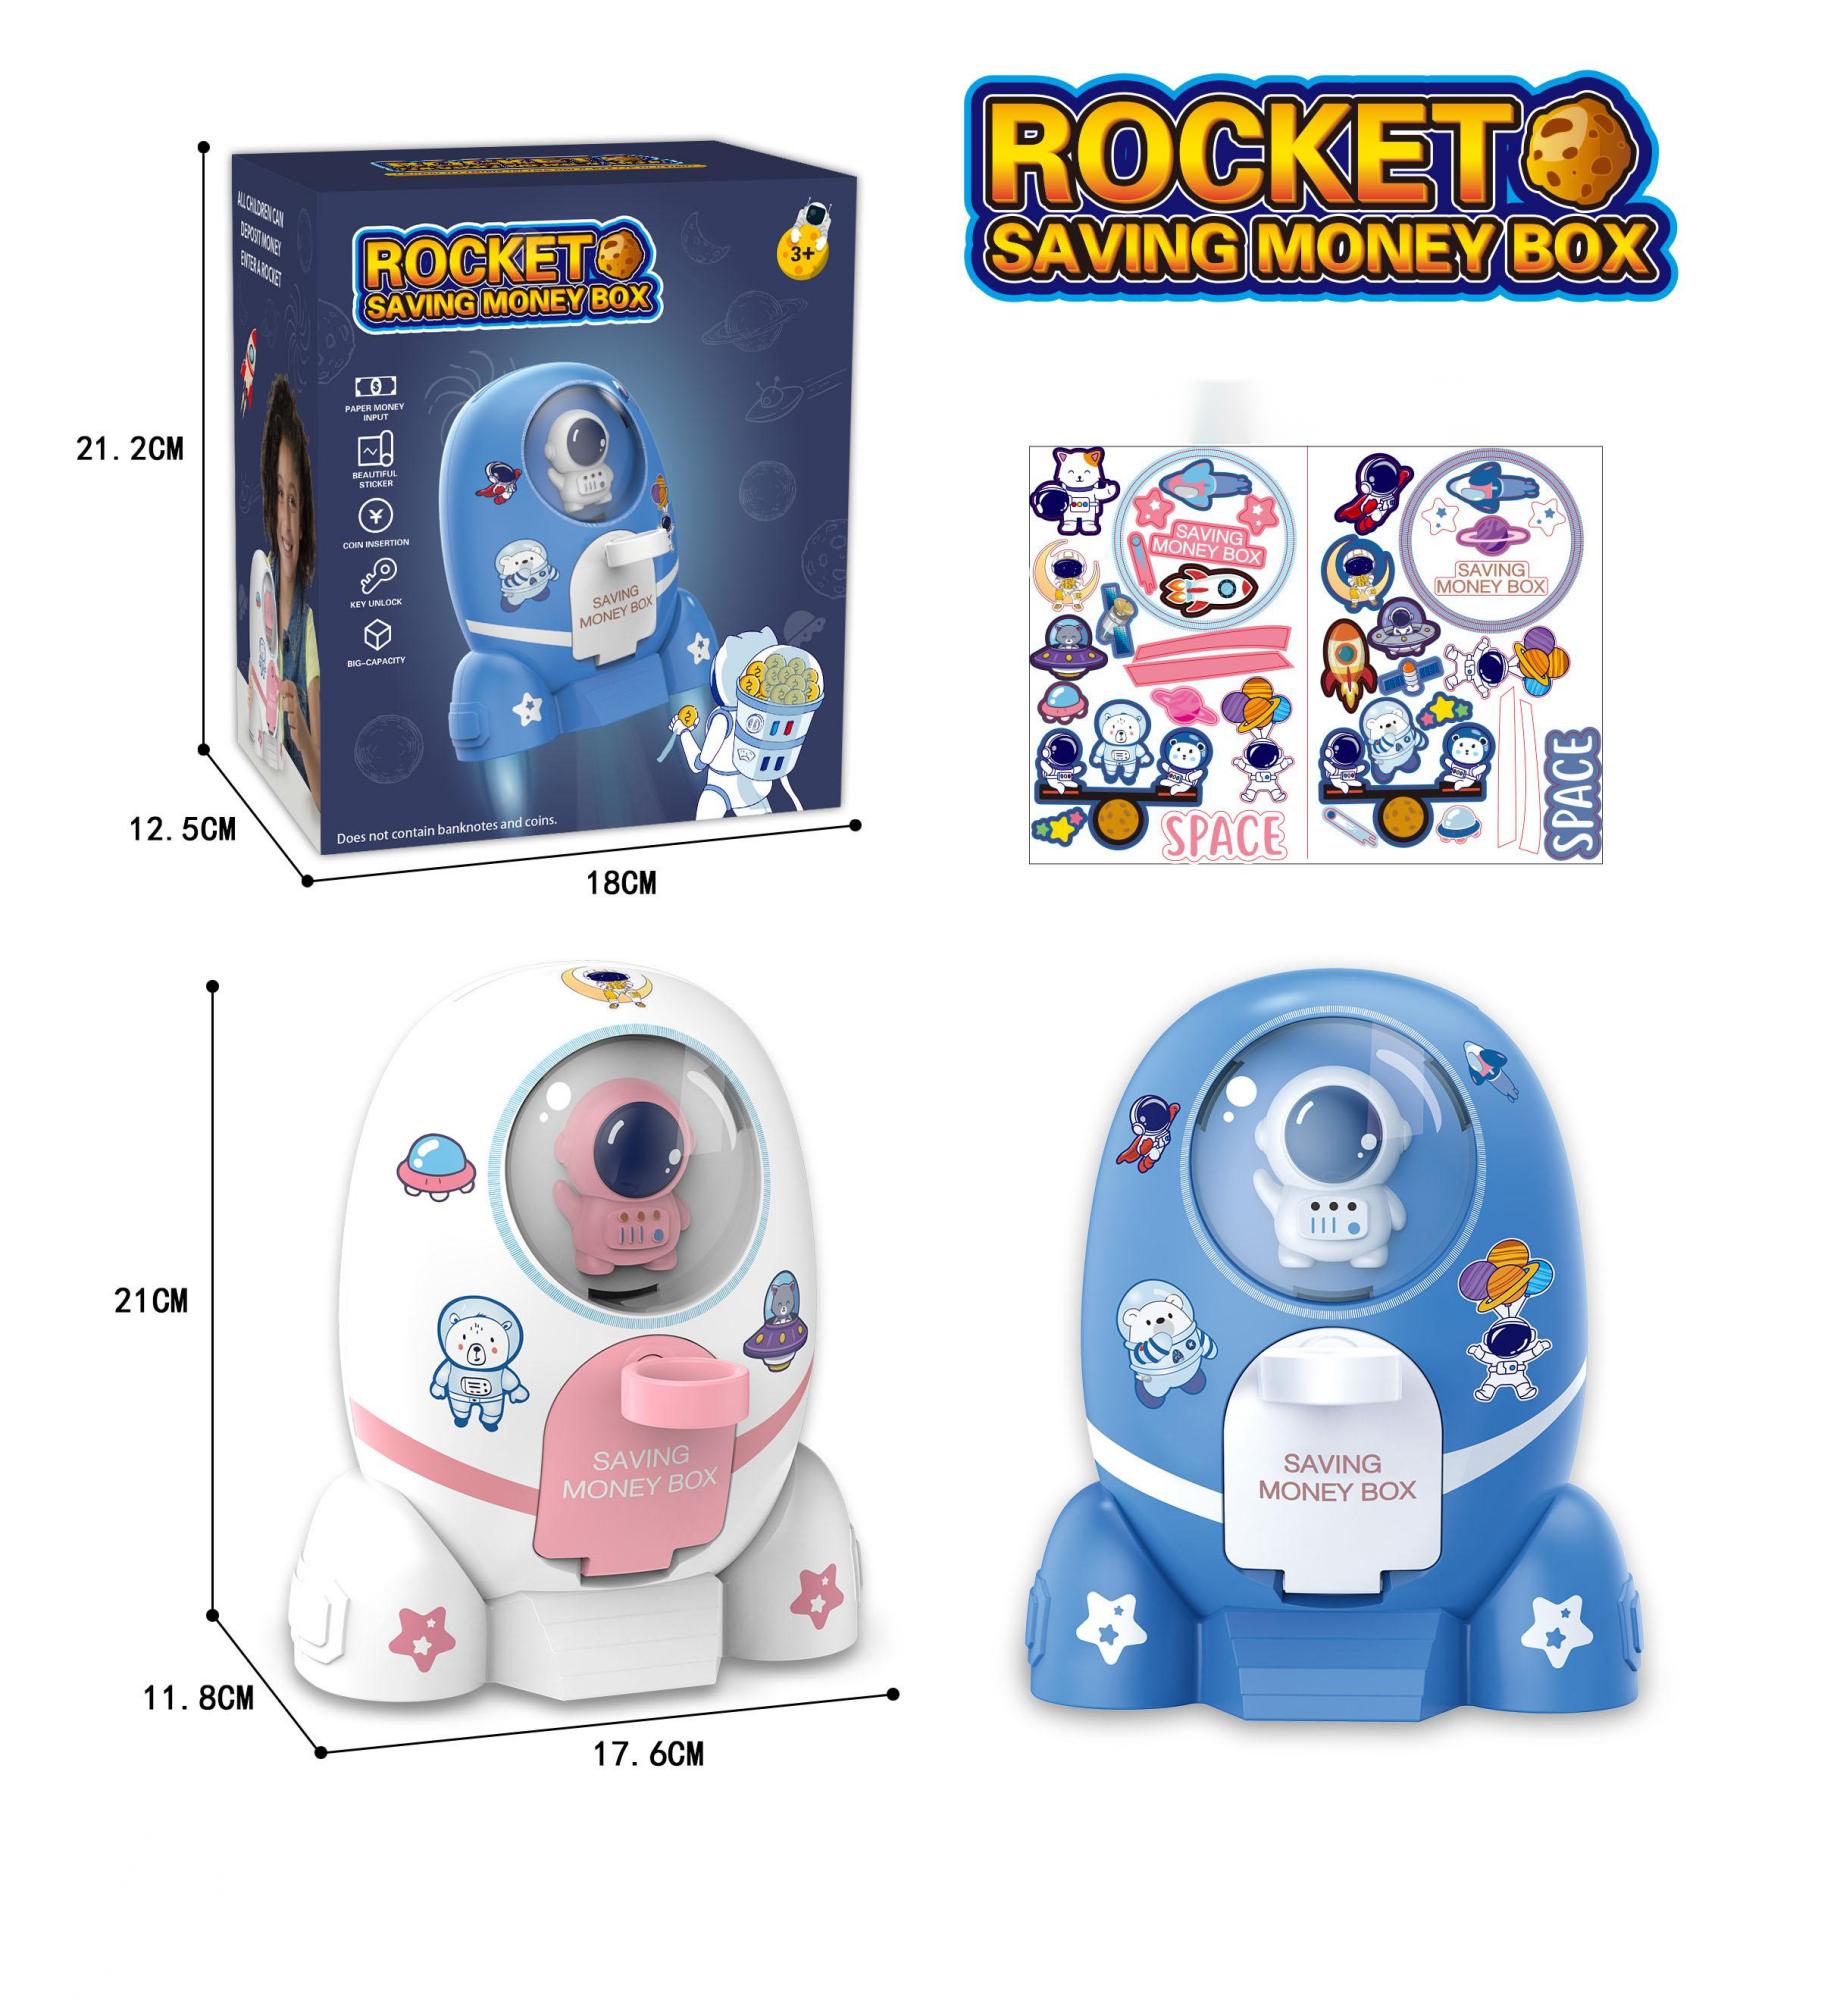 ROCKET
SAVING MONEY BOX
ALL CHILDREN CAN
DEPOSIT MONEY
ENTER A ROCKET
ROCKET
SAVING MONEY BOX
3+
PAPER MONEY
INPUT
BEAUTIFUL
STICKER
COIN INSERTION
KEY UNLOCK
BIG-CAPACITY
SAVING
MONEY BOX
Does not contain banknotes and coins.
21.2CM
12.5CM
18CM
SAVING
MONEY BOX
SPACE
SAVING
MONEY BOX
SPACE
SAVING
MONEY BOX
21CM
11.8CM
17.6CM
SAVING
MONEY BOX